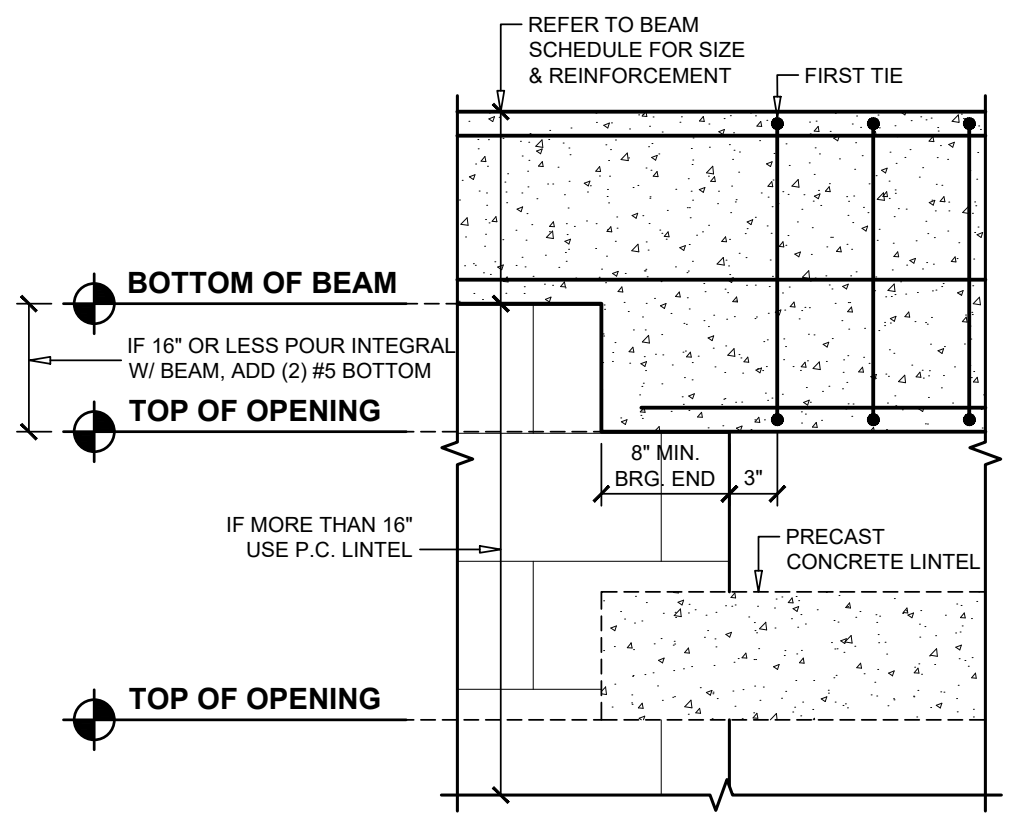 REFER TO BEAM
SCHEDULE FOR SIZE
& REINFORCEMENT
FIRST TIE
BOTTOM OF BEAM
IF 16" OR LESS POUR INTEGRAL
W/ BEAM, ADD (2) #5 BOTTOM
TOP OF OPENING
8" MIN.
BRG. END
3"
IF MORE THAN 16"
USE P.C. LINTEL
PRECAST
CONCRETE LINTEL
TOP OF OPENING